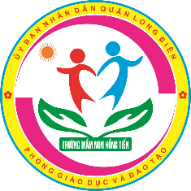 ỦY BAN NHÂN DÂN QUẬN LONG BIÊN
TRƯỜNG MẦM NON HỒNG TIẾN
PHÒNG GIÁO DỤC VÀ ĐÀO TẠO